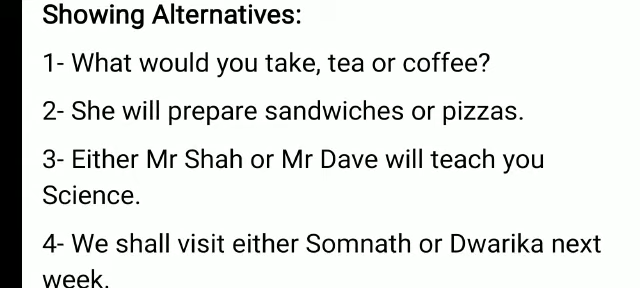 Showing Alternatives:
1- What would you take, tea or coffee?
2- She will prepare sandwiches or pizzas.
3- Either Mr Shah or Mr Dave will teach you
Science.
4- We shall visit either Somnath or Dwarika next
week.